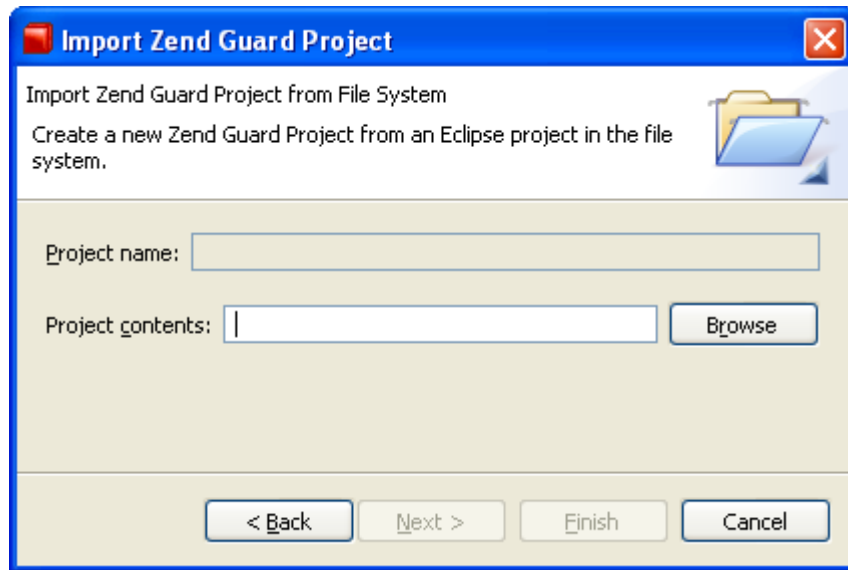 Import Zend Guard Project
Import Zend Guard Project from File System
Create a new Zend Guard Project from an Eclipse project in the file
system.
Project name:
Project contents:
Browse
< Back
Next >
Finish
Cancel